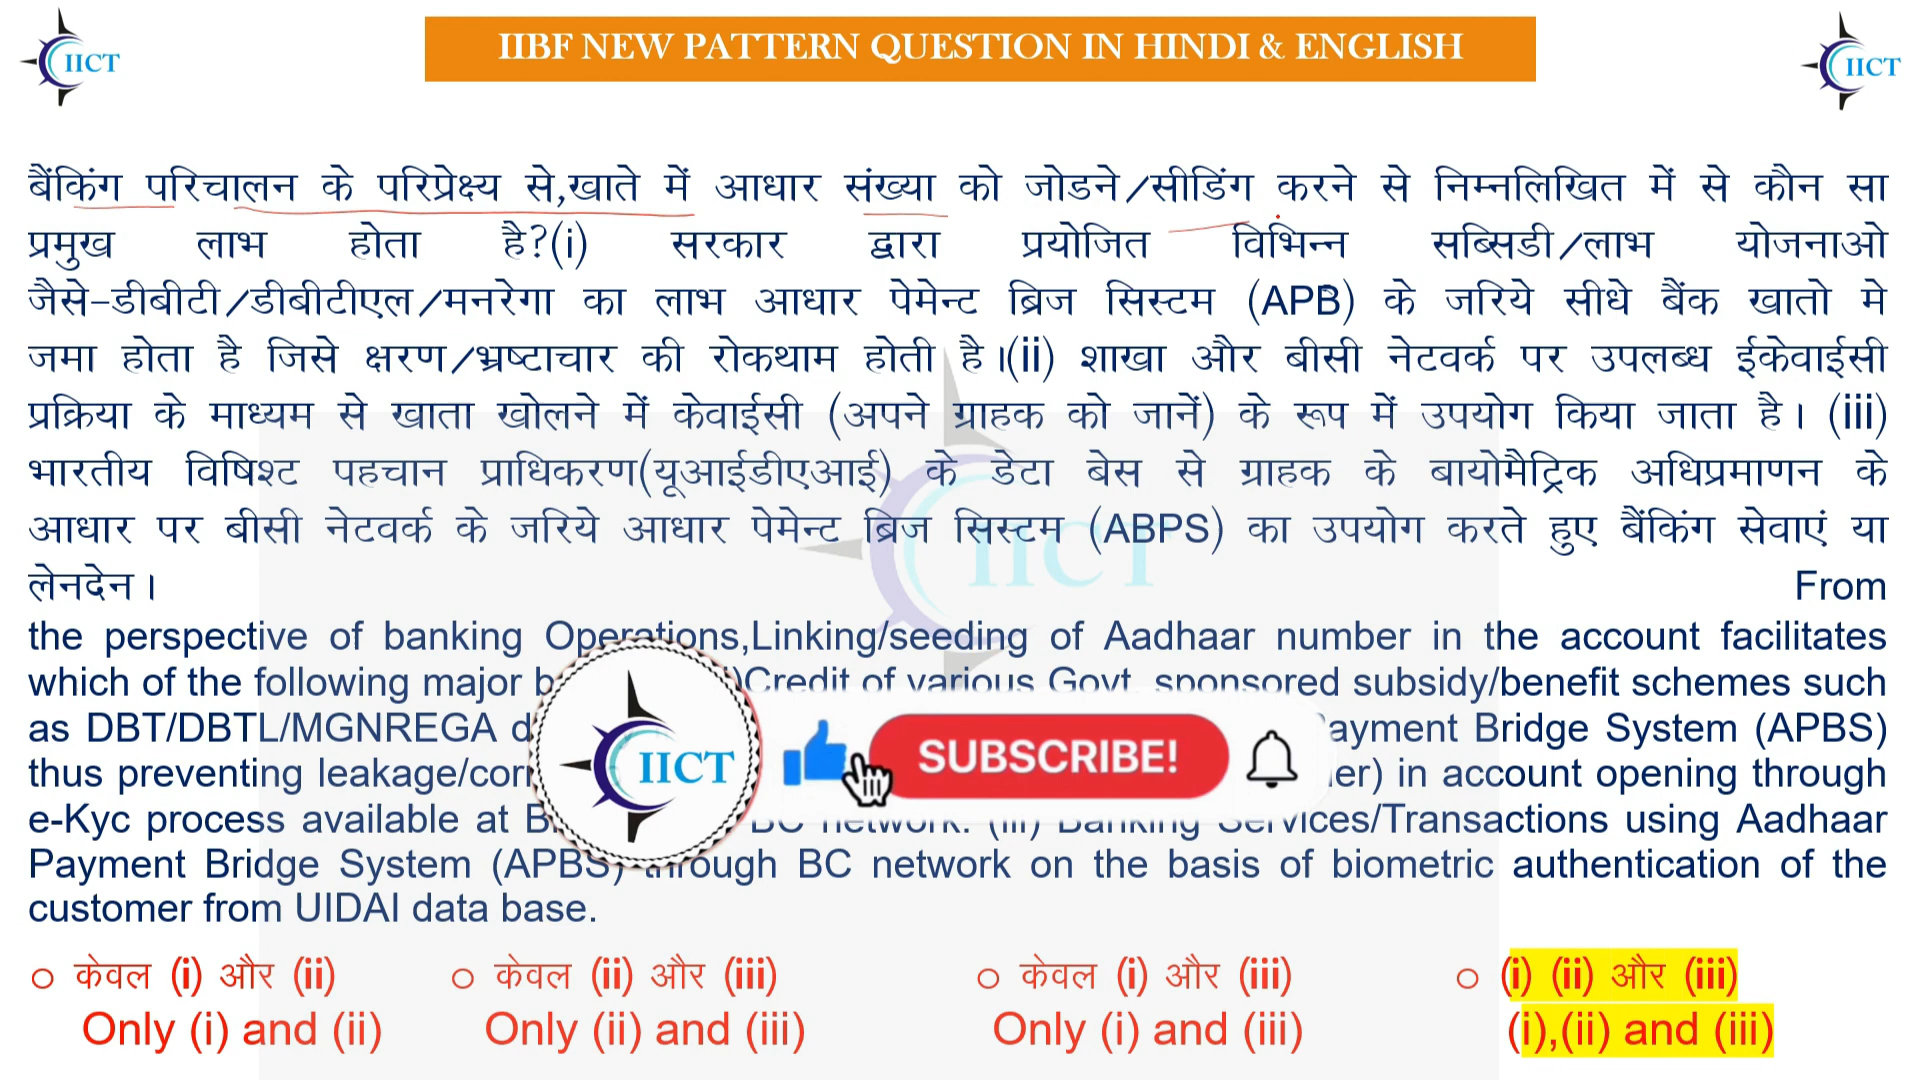 IICT
IIBF NEW PATTERN QUESTION IN HINDI & ENGLISH
IICT
बैंकिंग परिचालन के परिप्रेक्ष्य से,खाते में आधार संख्या को जोडने/सीडिंग करने से निम्नलिखित में से कौन सा
प्रमुख लाभ होता है?(i) सरकार द्वारा प्रयोजित विभिन्न सब्सिडी/लाभ योजनाओ
जैसे-डीबीटी/डीबीटीएल/मनरेगा का लाभ आधार पेमेन्ट ब्रिज सिस्टम (APB) के जरिये सीधे बैंक खातो मे
जमा होता है जिसे क्षरण/भ्रष्टाचार की रोकथाम होती है।(ii) शाखा और बीसी नेटवर्क पर उपलब्ध ईकेवाईसी
प्रक्रिया के माध्यम से खाता खोलने में केवाईसी (अपने ग्राहक को जानें) के रूप में उपयोग किया जाता है। (iii)
भारतीय विषिश्ट पहचान प्राधिकरण(यूआईडीएआई) के डेटा बेस से ग्राहक के बायोमैट्रिक अधिप्रमाणन के
आधार पर बीसी नेटवर्क के जरिये आधार पेमेन्ट ब्रिज सिस्टम (ABPS) का उपयोग करते हुए बैंकिंग सेवाएं या
लेनदेन। From
the perspective of banking Operations,Linking/seeding of Aadhaar number in the account facilitates
which of the following major Credit of various Govt. sponsored subsidy/benefit schemes such
as DBT/DBTL/MGNREGA Payment Bridge System (APBS)
thus preventing in account opening through
e-Kyc process available at BC network. (iii) Banking Services/Transactions using Aadhaar
Payment Bridge System (APBS) through BC network on the basis of biometric authentication of the
customer from UIDAI data base.
IICT
SUBSCRIBE!
IICT
○ केवल (i) और (ii) ○ केवल (ii) और (iii) ○ केवल (i) और (iii) ○ (i) (ii) और (iii)
Only (i) and (ii) Only (ii) and (iii) Only (i) and (iii) (i),(ii) and (iii)